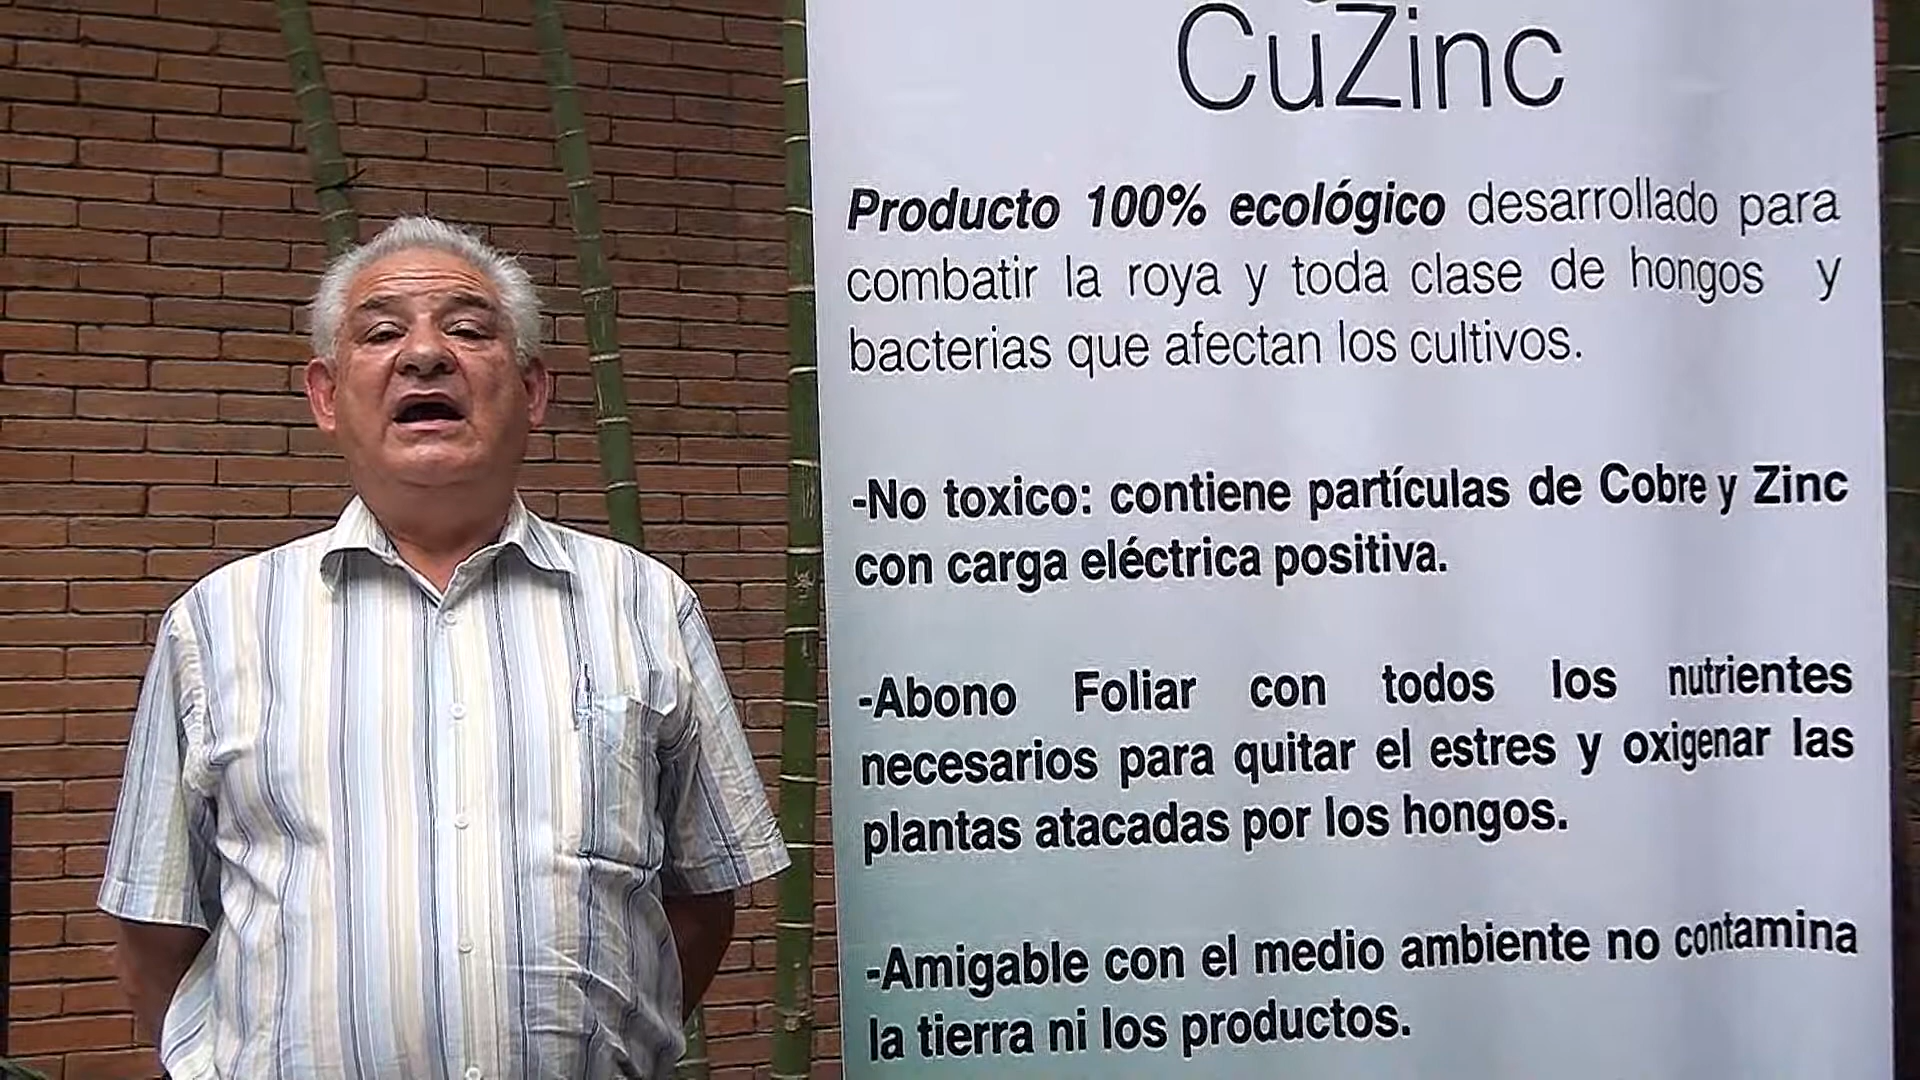 CuZinc
Producto 100% ecológico desarrollado para
combatir la roya y toda clase de hongos y
bacterias que afectan los cultivos.
-No toxico: contiene partículas de Cobre y Zinc
con carga eléctrica positiva.
-Abono Foliar con todos los nutrientes
necesarios para quitar el estres y oxigenar las
plantas atacadas por los hongos.
-Amigable con el medio ambiente no contamina
la tierra ni los productos.